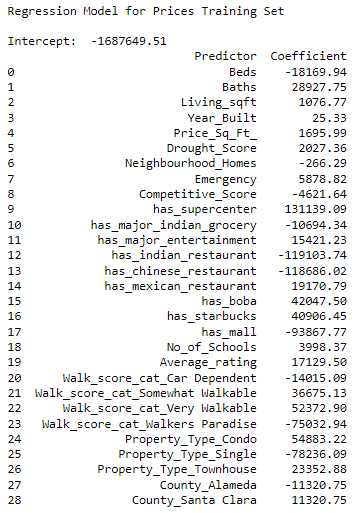 Regression Model for Prices Training Set
Intercept:  -1687649.51
Predictor  Coefficient
0 Beds -18169.94
1 Baths 28927.75
2 Living_sqft 1076.77
3 Year_Built 25.33
4 Price_Sq_Ft_ 1695.99
5 Drought_Score 2027.36
6 Neighbourhood_Homes -266.29
7 Emergency 5878.82
8 Competitive_Score -4621.64
9 has_supercenter 131139.09
10 has_major_indian_grocery -10694.34
11 has_major_entertainment 15421.23
12 has_indian_restaurant -119103.74
13 has_chinese_restaurant -118686.02
14 has_mexican_restaurant 19170.79
15 has_boba 42047.50
16 has_starbucks 40906.45
17 has_mall -93867.77
18 No_of_Schools 3998.37
19 Average_rating 17129.50
20 Walk_score_cat_Car Dependent -14015.09
21 Walk_score_cat_Somewhat Walkable 36675.13
22 Walk_score_cat_Very Walkable 52372.90
23 Walk_score_cat_Walkers Paradise -75032.94
24 Property_Type_Condo 54883.22
25 Property_Type_Single -78236.09
26 Property_Type_Townhouse 23352.88
27 County_Alameda -11320.75
28 County_Santa Clara 11320.75